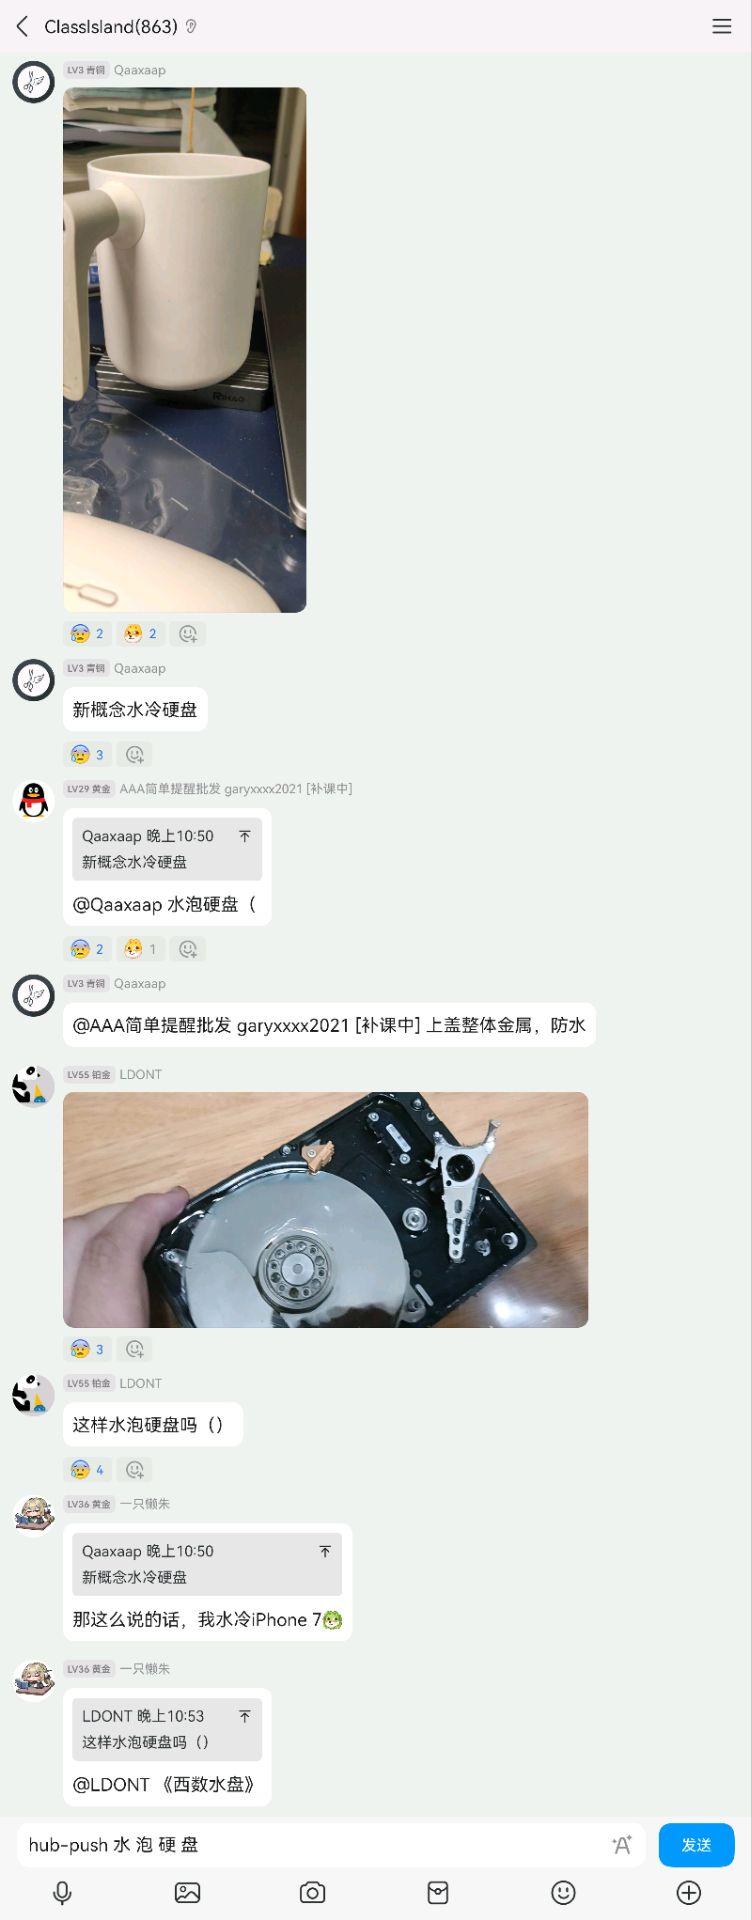 ClassIsland(863)
LV3 青铜 Qaaxaap
RIHAO
2 2
LV3 青铜 Qaaxaap
新概念水冷硬盘
3
LV29 黄金 AAA简单提醒批发 garyxxxx2021 [补课中]
Qaaxaap 晚上10:50
新概念水冷硬盘
@Qaaxaap 水泡硬盘（
2 1
LV3 青铜 Qaaxaap
@AAA简单提醒批发 garyxxxx2021 [补课中] 上盖整体金属，防水
LV55 铂金 LDONT
3
LV55 铂金 LDONT
这样水泡硬盘吗（）
4
LV36 黄金 一只懒朱
Qaaxaap 晚上10:50
新概念水冷硬盘
那这么说的话，我水冷iPhone 7
LV36 黄金 一只懒朱
LDONT 晚上10:53
这样水泡硬盘吗（）
@LDONT 《西数水盘》
hub-push 水 泡 硬 盘
发送